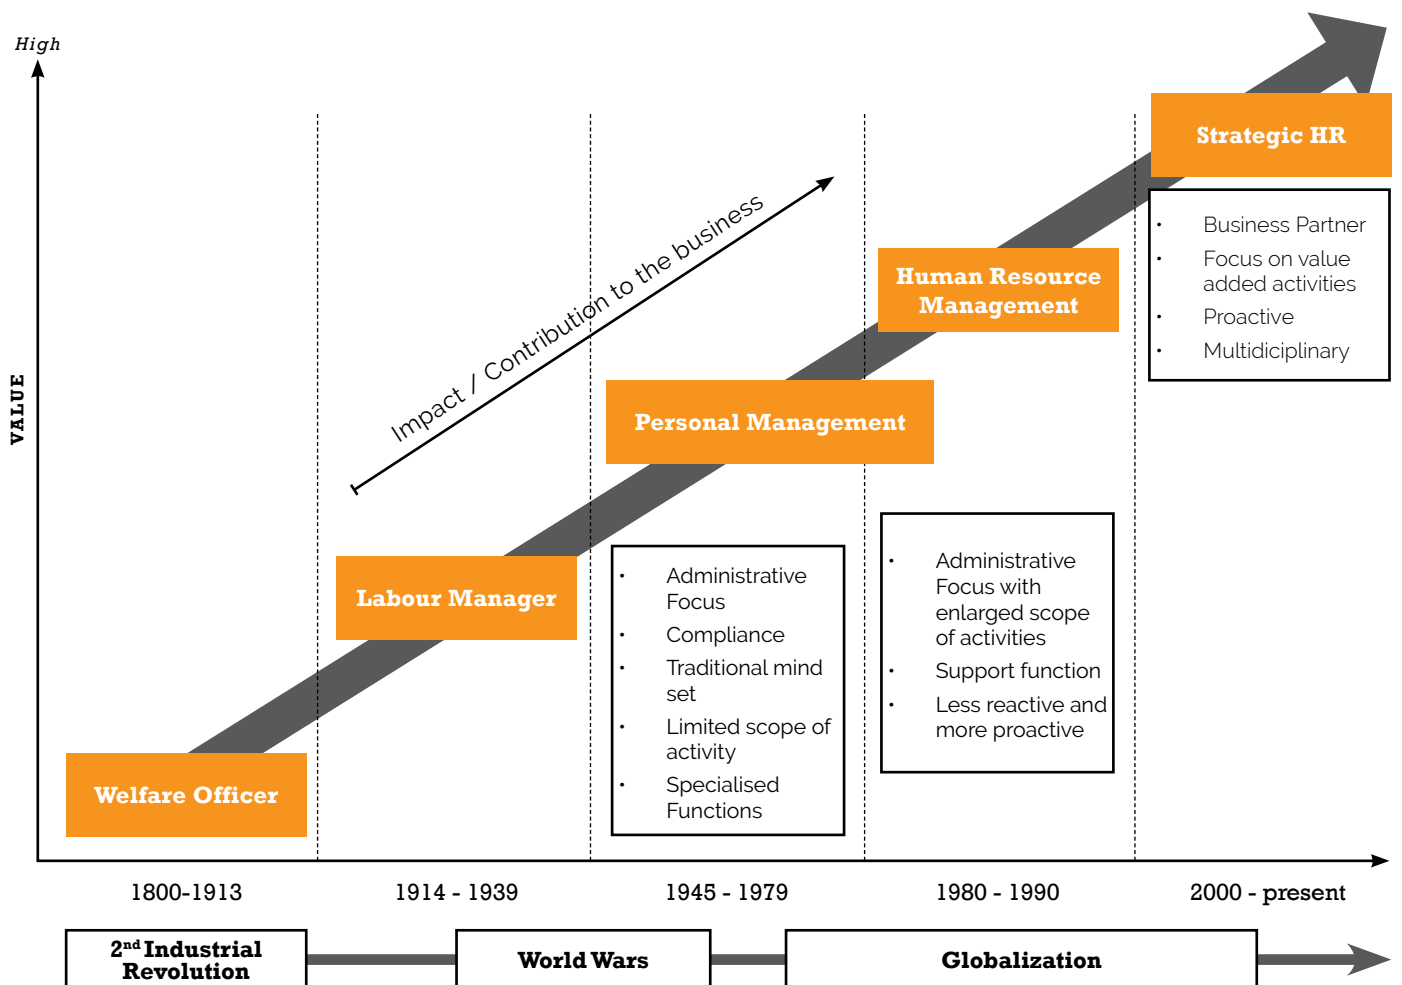 High
VALUE
Impact / Contribution to the business
Strategic HR
• Business Partner
• Focus on value
added activities
• Proactive
• Multidiciplinary
Human Resource
Management
• Administrative
Focus with
enlarged scope
of activities
• Support function
• Less reactive and
more proactive
Personal Management
• Administrative
Focus
• Compliance
• Traditional mind
set
• Limited scope of
activity
• Specialised
Functions
Labour Manager
Welfare Officer
1800-1913
1914 - 1939
1945 - 1979
1980 - 1990
2000 - present
2nd Industrial
Revolution
World Wars
Globalization